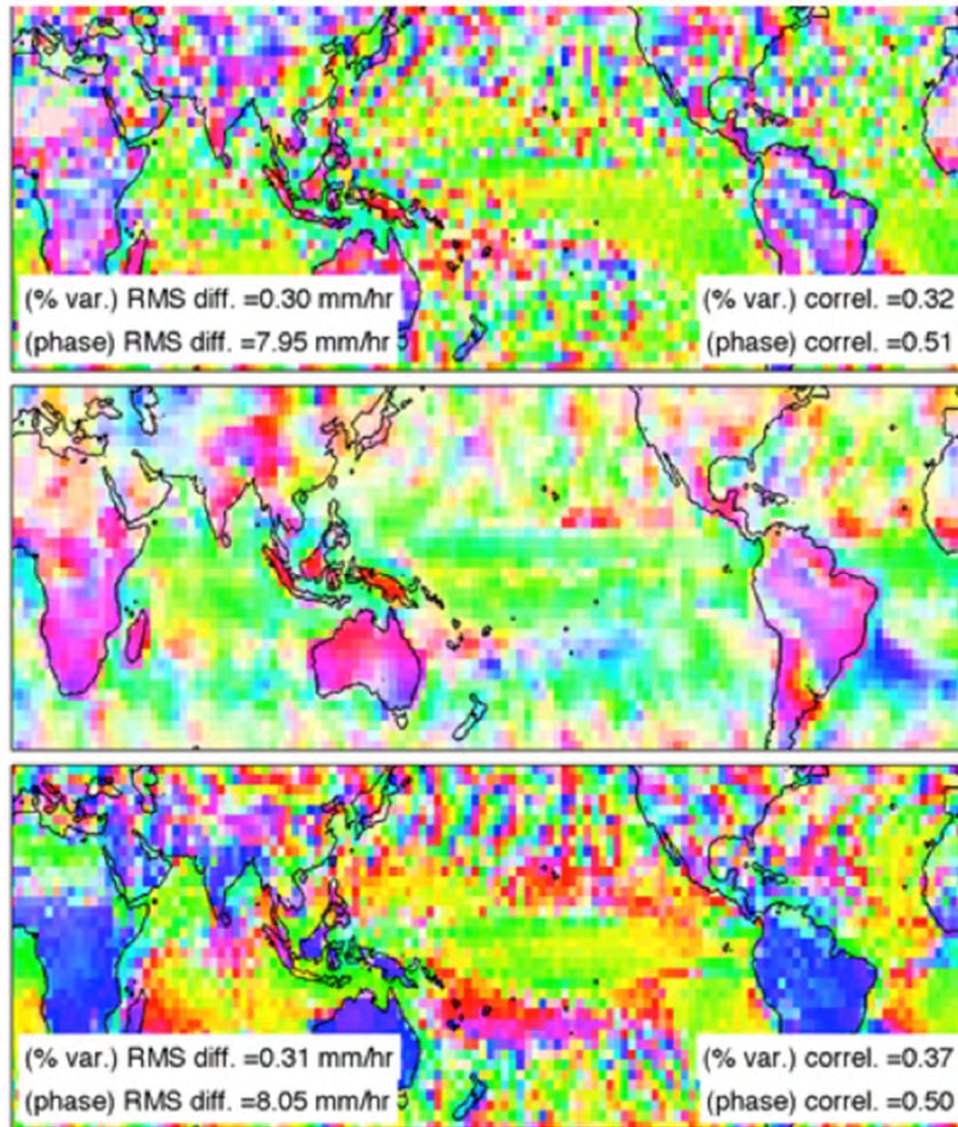 (% var.) RMS diff. =0.30 mm/hr
(phase) RMS diff. =7.95 mm/hr
(% var.) correl. =0.32
(phase) correl. =0.51
(% var.) RMS diff. =0.31 mm/hr
(phase) RMS diff. =8.05 mm/hr
(% var.) correl. =0.37
(phase) correl. =0.50